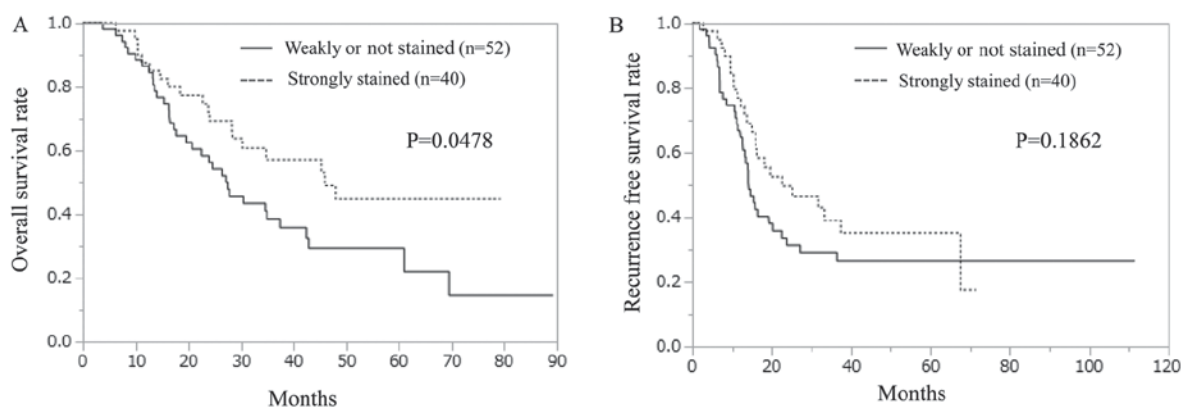 A
Overall survival rate
1.0
0.8
0.6
0.4
0.2
0.0
Weakly or not stained (n=52)
Strongly stained (n=40)
P=0.0478
0 10 20 30 40 50 60 70 80 90
Months
B
Recurrence free survival rate
1.0
0.8
0.6
0.4
0.2
0.0
Weakly or not stained (n=52)
Strongly stained (n=40)
P=0.1862
0 20 40 60 80 100 120
Months